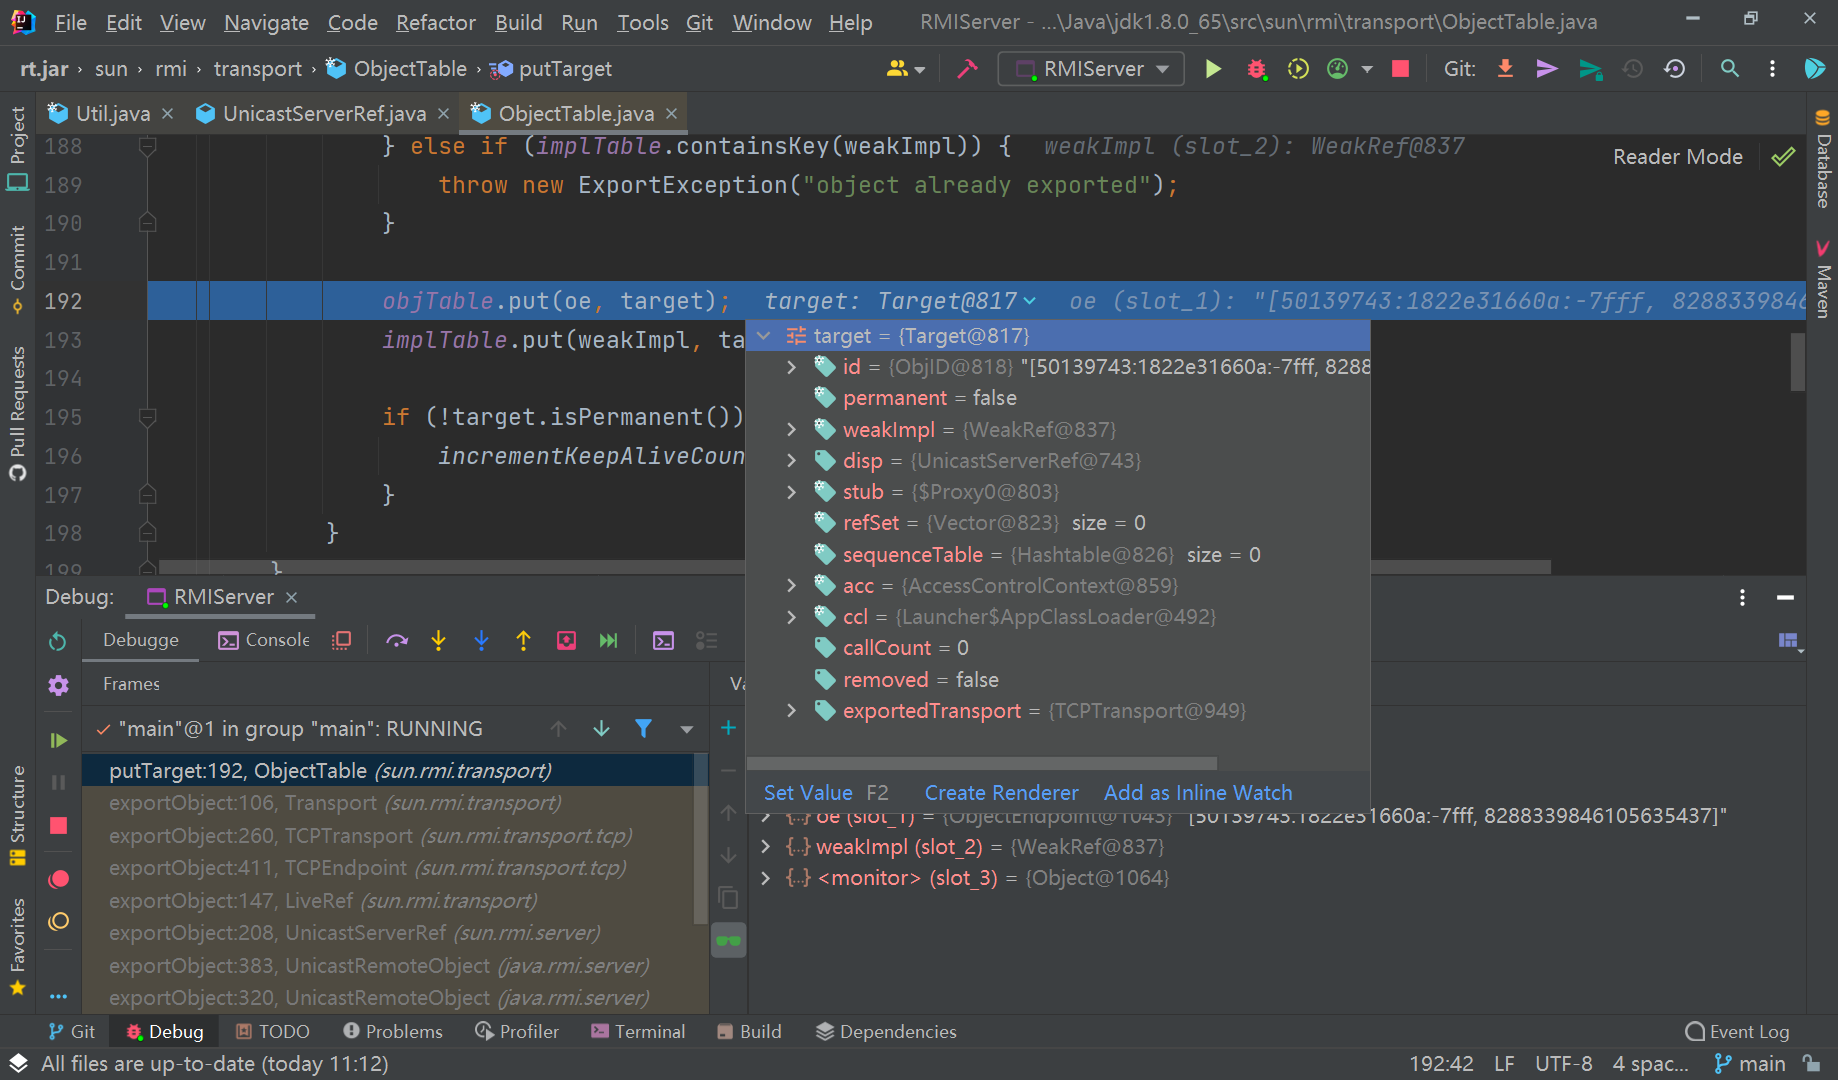 File Edit View Navigate Code Refactor Build Run Tools Git Window Help RMIServer - ...\Java\jdk1.8.0_65\src\sun\rmi\transport\ObjectTable.java
rt.jar › sun › rmi › transport › ObjectTable › putTarget RMIServer Git:
Util.java × UnicastServerRef.java × ObjectTable.java ×
Reader Mode
188 } else if (implTable.containsKey(weakImpl)) { weakImpl (slot_2): WeakRef@837
189 throw new ExportException("object already exported");
190 }
191
192 objTable.put(oe, target); target: Target@817 oe (slot_1): "[50139743:1822e31660a:-7fff, 8288339846
193 implTable.put(weakImpl, ta
194
195 if (!target.isPermanent())
196 incrementKeepAliveCoun
197 }
198 }
199 }
target = {Target@817}
id = {ObjID@818} "[50139743:1822e31660a:-7fff, 8288
permanent = false
weakImpl = {WeakRef@837}
disp = {UnicastServerRef@743}
stub = {$Proxy0@803}
refSet = {Vector@823} size = 0
sequenceTable = {Hashtable@826} size = 0
acc = {AccessControlContext@859}
ccl = {Launcher$AppClassLoader@492}
callCount = 0
removed = false
exportedTransport = {TCPTransport@949}
Set Value F2 Create Renderer Add as Inline Watch
Debug: RMIServer ×
Debugge Console
Frames Va
"main"@1 in group "main": RUNNING
putTarget:192, ObjectTable (sun.rmi.transport)
exportObject:106, Transport (sun.rmi.transport)
exportObject:260, TCPTransport (sun.rmi.transport.tcp)
exportObject:411, TCPEndpoint (sun.rmi.transport.tcp)
exportObject:147, LiveRef (sun.rmi.transport)
exportObject:208, UnicastServerRef (sun.rmi.server)
exportObject:383, UnicastRemoteObject (java.rmi.server)
exportObject:320, UnicastRemoteObject (java.rmi.server)
oe (slot_1) = {ObjectEndpoint@1043} "[50139743:1822e31660a:-7fff, 8288339846105635437]"
weakImpl (slot_2) = {WeakRef@837}
<monitor> (slot_3) = {Object@1064}
Project
Commit
Pull Requests
Structure
Favorites
Database
Maven
Git Debug TODO Problems Profiler Terminal Build Dependencies Event Log
All files are up-to-date (today 11:12) 192:42 LF UTF-8 4 spac... main